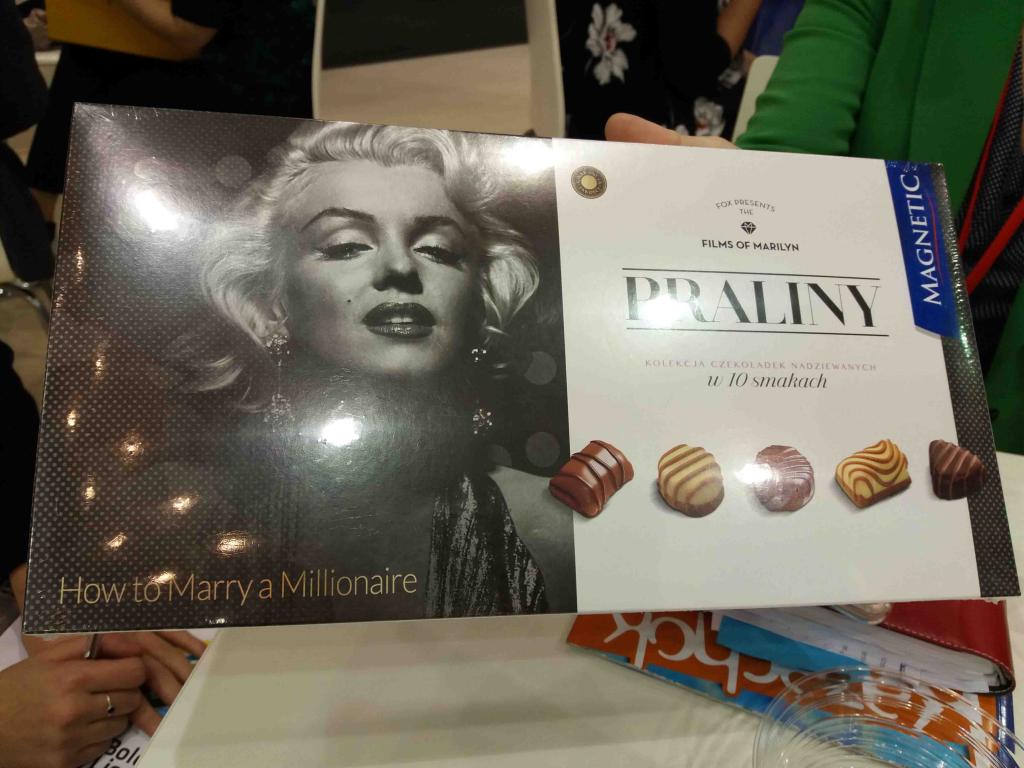 FOX PRESENTS
THE
FILMS OF MARILYN
PRALINY
KOLEKCJA CZEKOLADEK NADZIEWANYCH
w 10 smakach
MAGNETIC
How to Marry a Millionaire